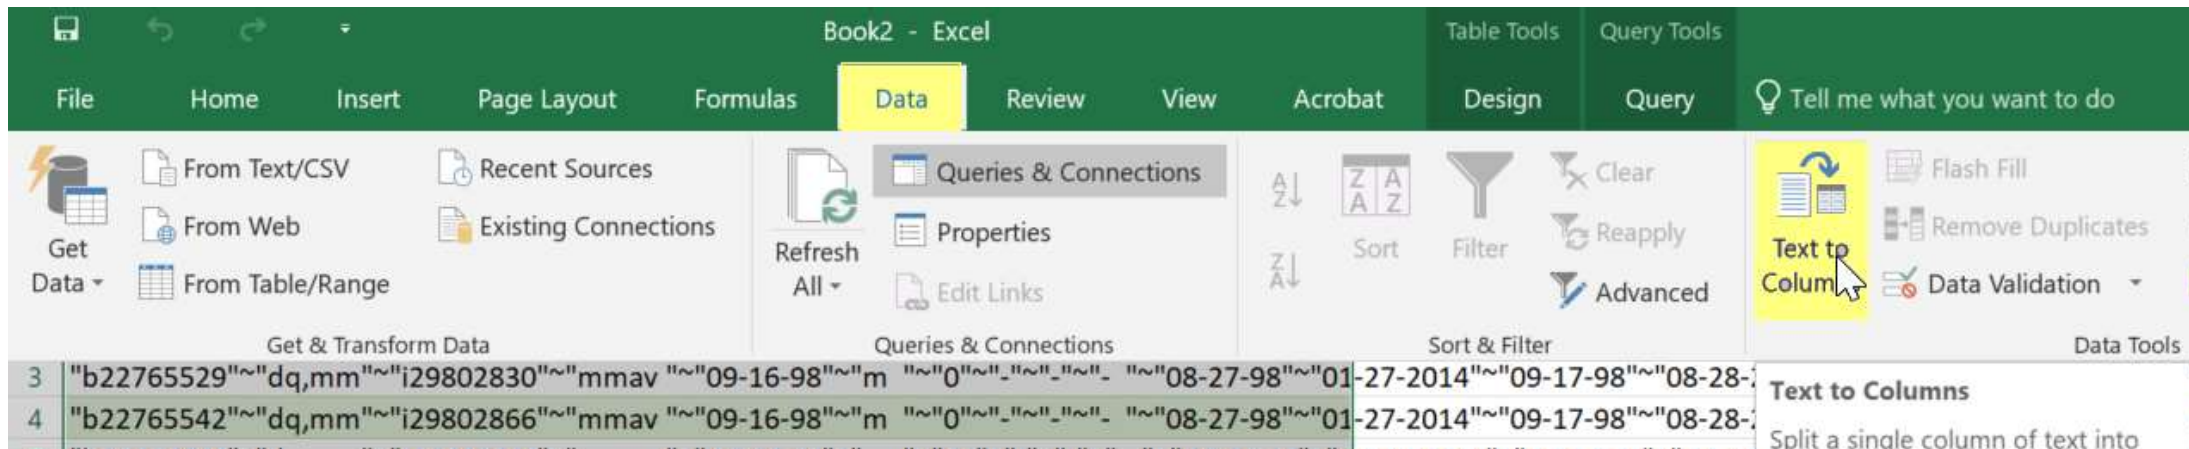 Book2 - Excel
Table Tools
Query Tools
File
Home
Insert
Page Layout
Formulas
Data
Review
View
Acrobat
Design
Query
Tell me what you want to do
Get
Data
From Text/CSV
From Web
From Table/Range
Recent Sources
Existing Connections
Get & Transform Data
Refresh
All
Queries & Connections
Properties
Edit Links
Queries & Connections
A
Z
Z
A
Z A
A Z
Sort
Filter
Clear
Reapply
Advanced
Sort & Filter
Text to
Colum
Flash Fill
Remove Duplicates
Data Validation
Data Tools
3 "b22765529"~"dq,mm"~"i29802830"~"mmav "~"09-16-98"~"m "~"0"~"-"~"-"~"- "~"08-27-98"~"01-27-2014"~"09-17-98"~"08-28-
4 "b22765542"~"dq,mm"~"i29802866"~"mmav "~"09-16-98"~"m "~"0"~"-"~"-"~"- "~"08-27-98"~"01-27-2014"~"09-17-98"~"08-28-
Text to Columns
Split a single column of text into